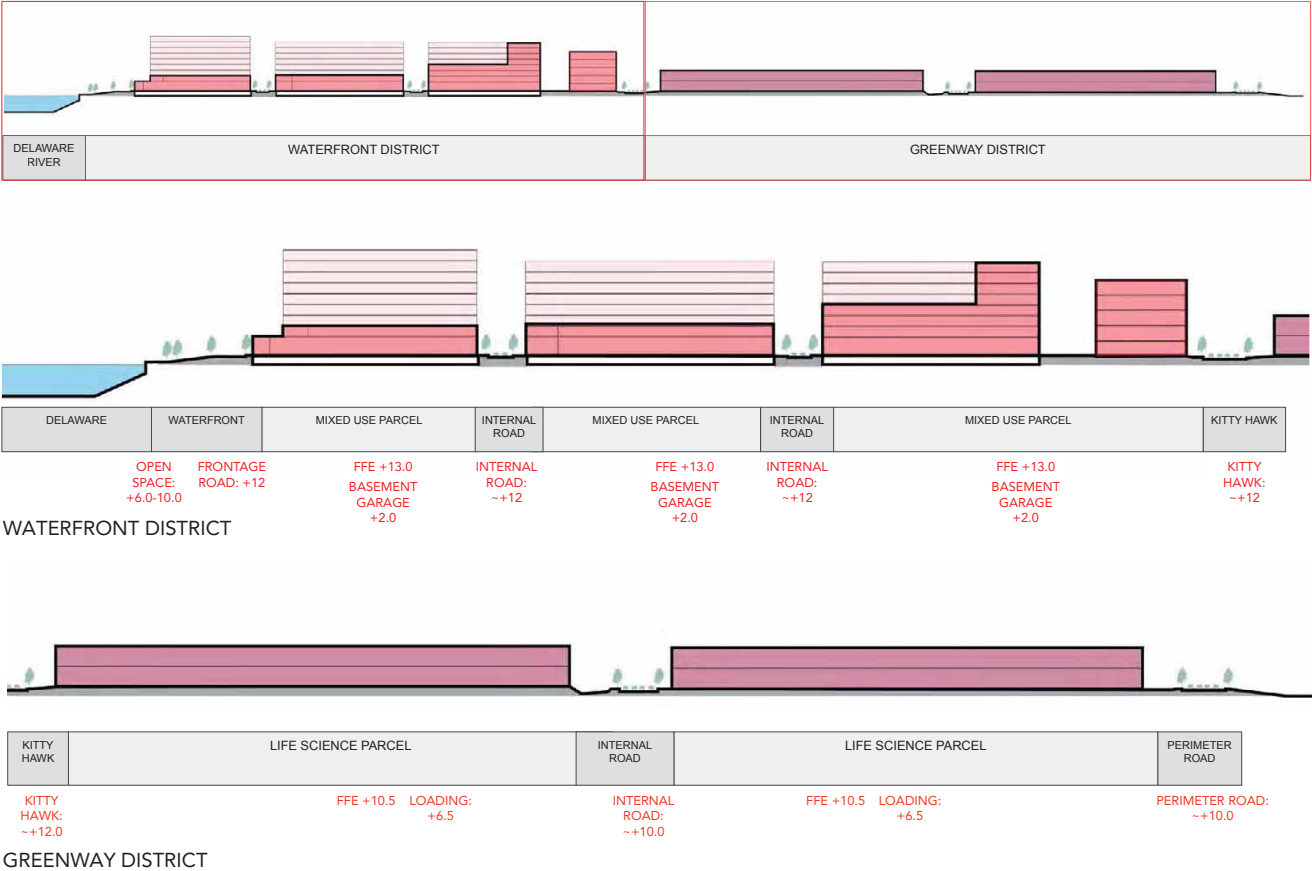 DELAWARE
RIVER
WATERFRONT DISTRICT
GREENWAY DISTRICT
DELAWARE
WATERFRONT
MIXED USE PARCEL
INTERNAL
ROAD
MIXED USE PARCEL
INTERNAL
ROAD
MIXED USE PARCEL
KITTY HAWK
OPEN
SPACE:
+6.0-10.0
FRONTAGE
ROAD: +12
FFE +13.0
BASEMENT
GARAGE
+2.0
INTERNAL
ROAD:
~+12
FFE +13.0
BASEMENT
GARAGE
+2.0
INTERNAL
ROAD:
~+12
FFE +13.0
BASEMENT
GARAGE
+2.0
KITTY
HAWK:
~+12
WATERFRONT DISTRICT
KITTY
HAWK
LIFE SCIENCE PARCEL
INTERNAL
ROAD
LIFE SCIENCE PARCEL
PERIMETER
ROAD
KITTY
HAWK:
~+12.0
FFE +10.5 LOADING:
+6.5
INTERNAL
ROAD:
~+10.0
FFE +10.5 LOADING:
+6.5
PERIMETER ROAD:
~+10.0
GREENWAY DISTRICT